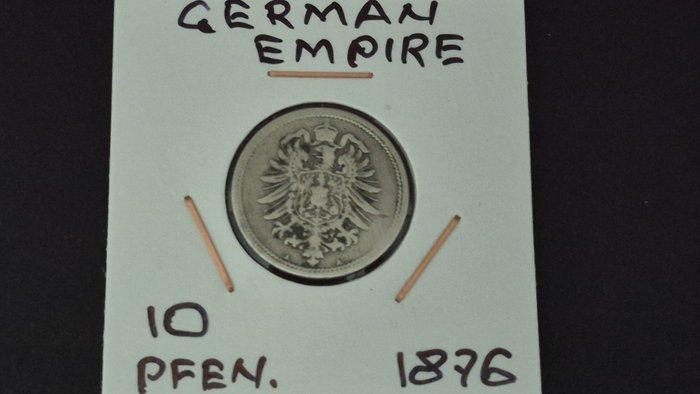 GERMAN
EMPIRE
A A
10
PFEN.
1876